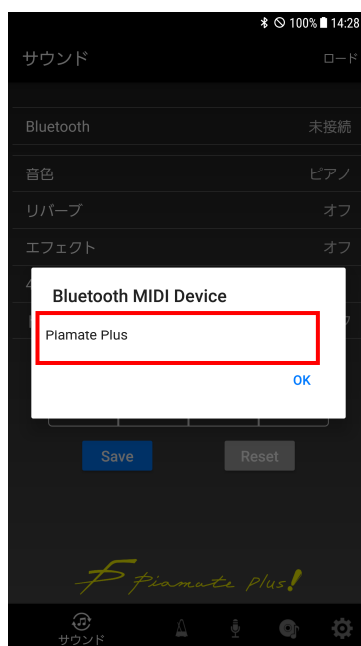 100% 14:28
サウンド ロード
Bluetooth 未接続
音色 ピアノ
リバーブ オフ
エフェクト オフ
Bluetooth MIDI Device
Piamate Plus
OK
Save Reset
piamate plus!
サウンド